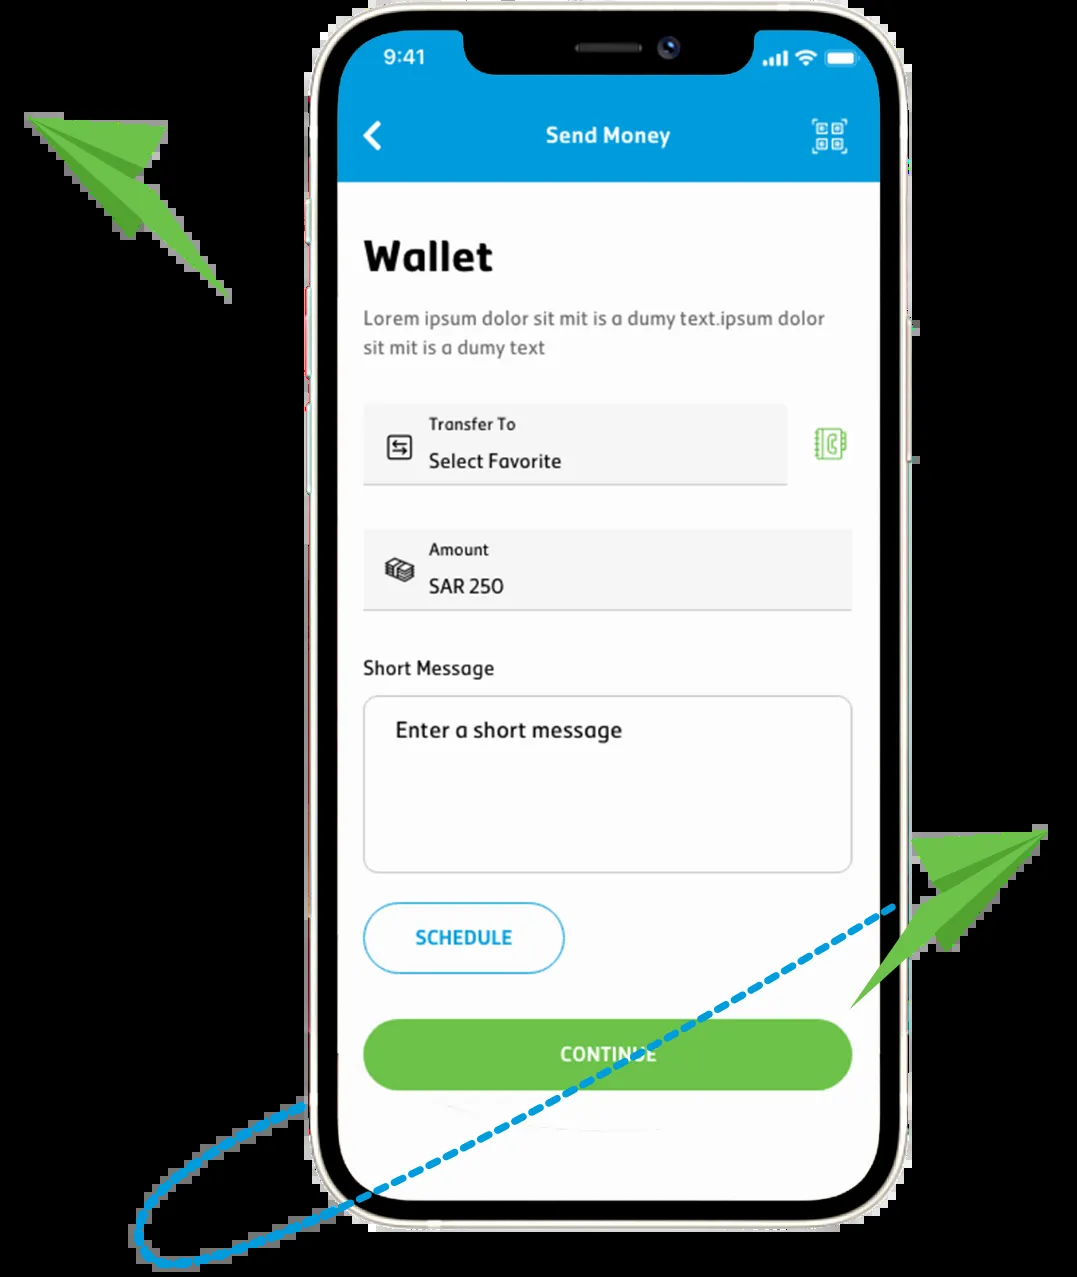 9:41
Send Money
Wallet
Lorem ipsum dolor sit mit is a dumy text.ipsum dolor
sit mit is a dumy text
Transfer To
Select Favorite
Amount
SAR 250
Short Message
Enter a short message
SCHEDULE
CONTINUE